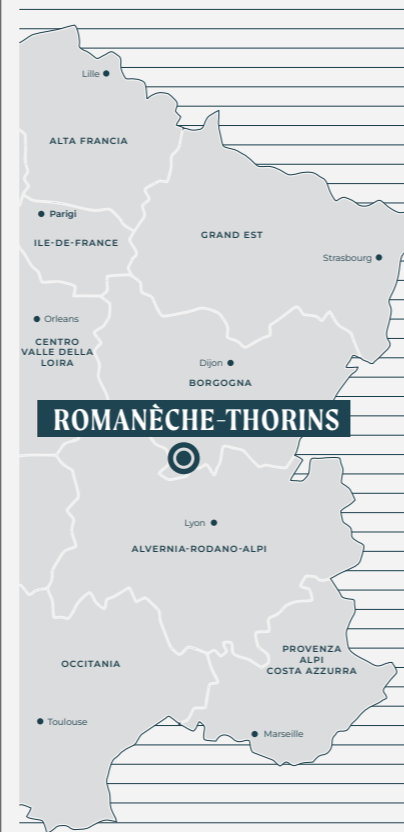 Lille
ALTA FRANCIA
Parigi
ILE-DE-FRANCE
GRAND EST
Strasbourg
Orleans
CENTRO
VALLE DELLA
LOIRA
Dijon
BORGOGNA
ROMANÈCHE-THORINS
Lyon
ALVERNIA-RODANO-ALPI
PROVENZA
ALPI
COSTA AZZURRA
OCCITANIA
Toulouse
Marseille